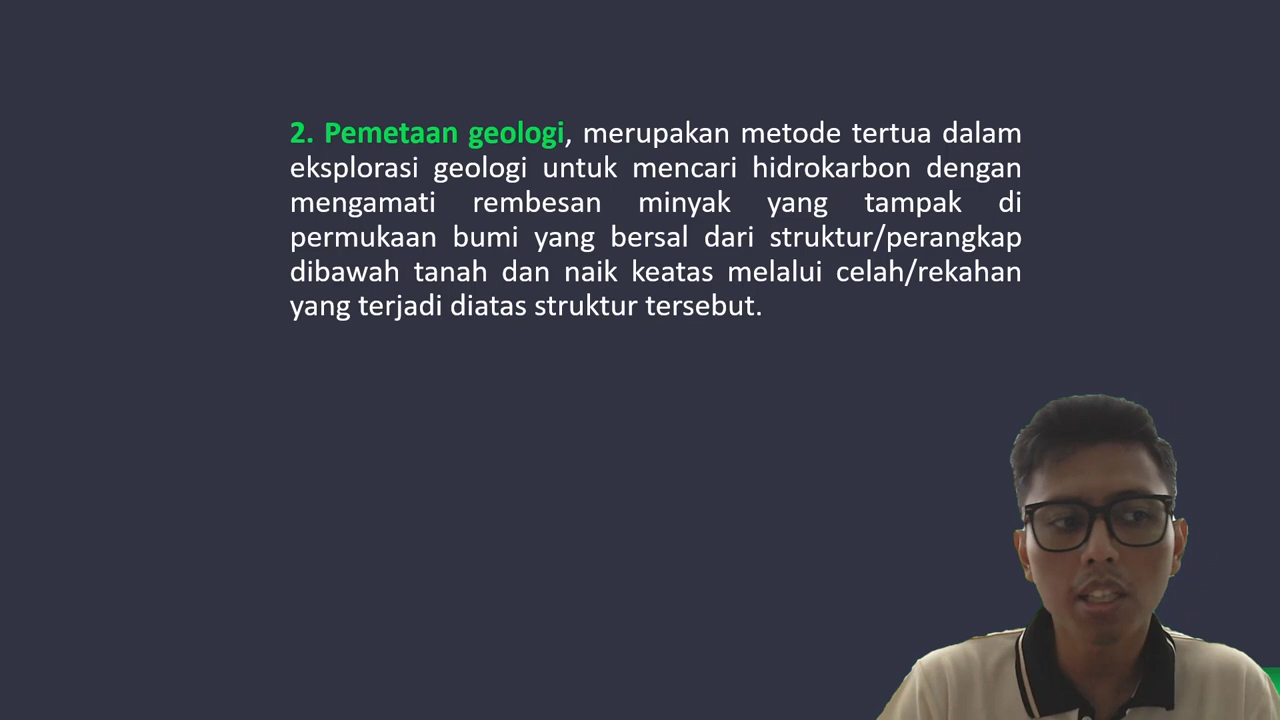 2. Pemetaan geologi, merupakan metode tertua dalam
eksplorasi geologi untuk mencari hidrokarbon dengan
mengamati rembesan minyak yang tampak di
permukaan bumi yang bersal dari struktur/perangkap
dibawah tanah dan naik keatas melalui celah/rekahan
yang terjadi diatas struktur tersebut.